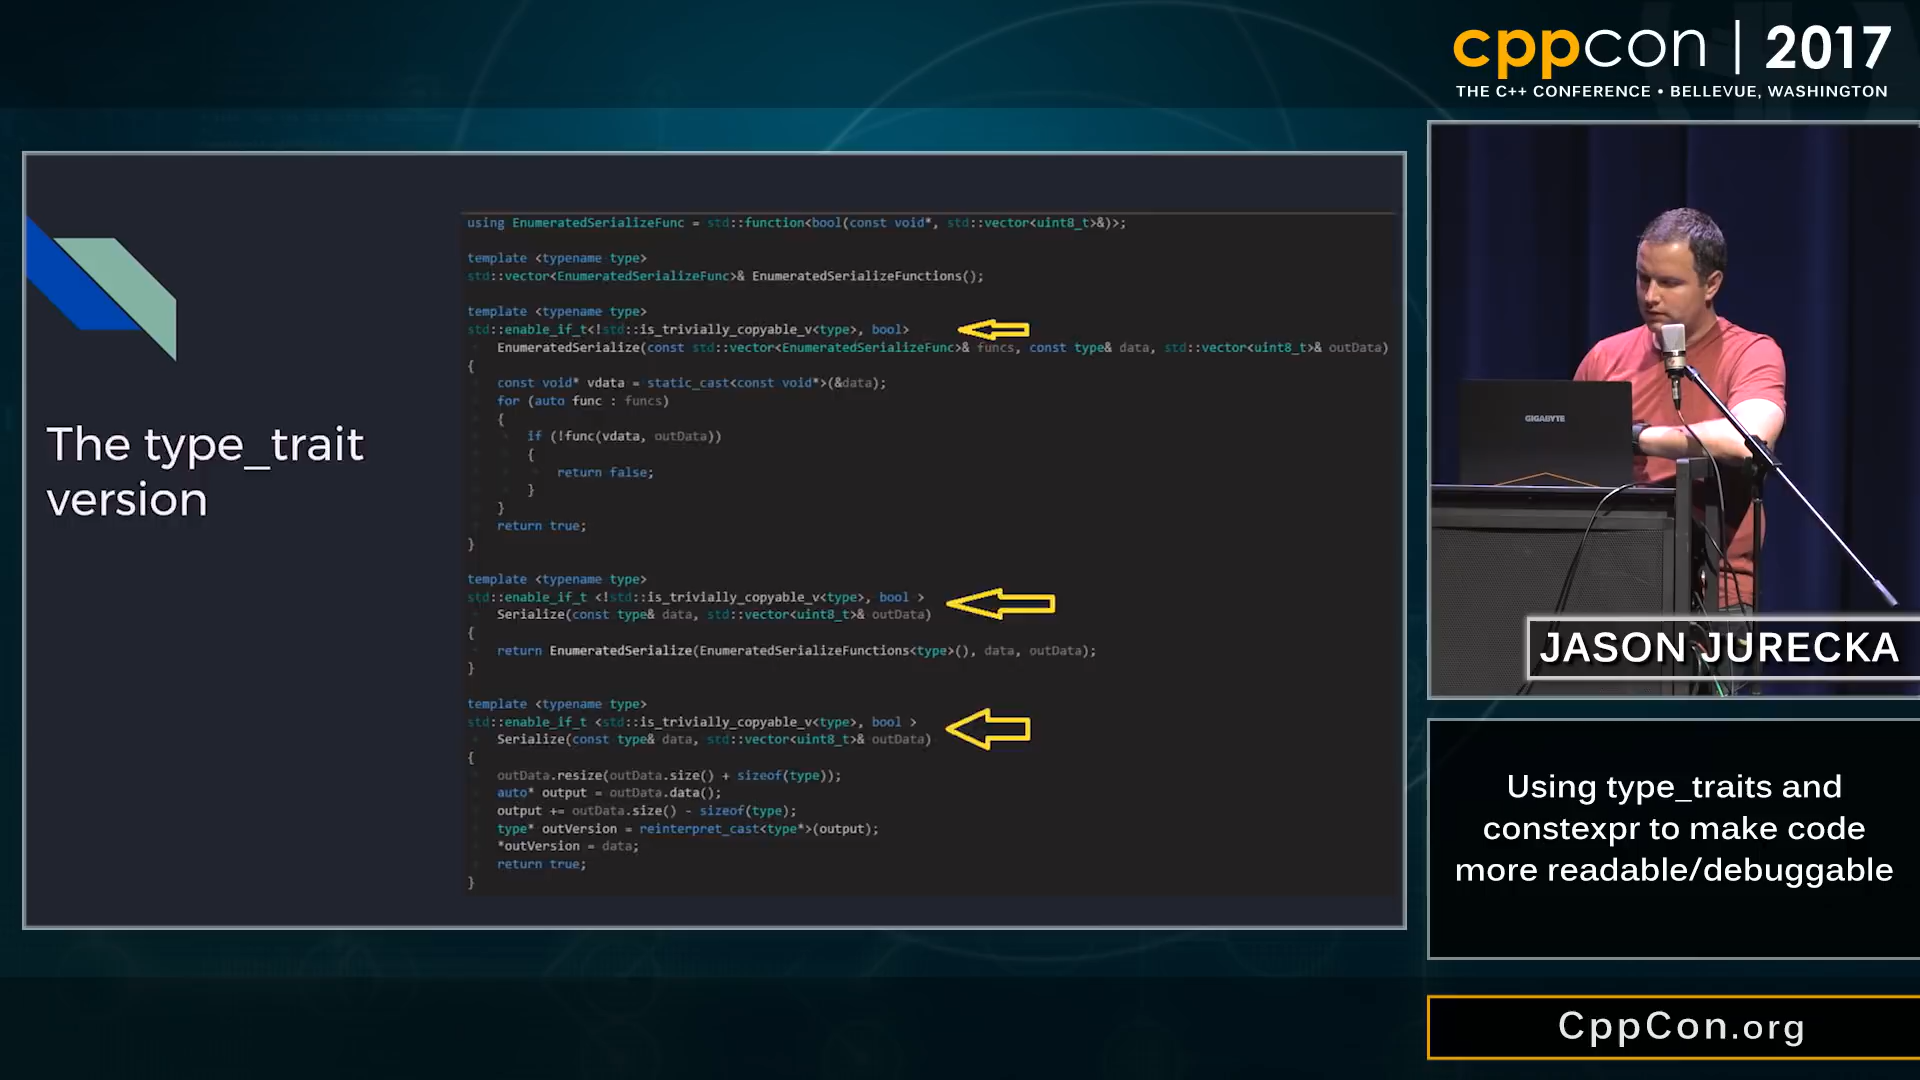 cppcon | 2017
THE C++ CONFERENCE • BELLEVUE, WASHINGTON
The type_trait
version
using EnumeratedSerializeFunc = std::function<bool(const void*, std::vector<uint8_t>&)>;
template <typename type>
std::vector<EnumeratedSerializeFunc>& EnumeratedSerializeFunctions();
template <typename type>
std::enable_if_t<!std::is_trivially_copyable_v<type>, bool>
EnumeratedSerialize(const std::vector<EnumeratedSerializeFunc>& funcs, const type& data, std::vector<uint8_t>& outData)
{
const void* vdata = static_cast<const void*>(&data);
for (auto func : funcs)
{
if (!func(vdata, outData))
{
return false;
}
}
return true;
}
template <typename type>
std::enable_if_t <!std::is_trivially_copyable_v<type>, bool >
Serialize(const type& data, std::vector<uint8_t>& outData)
{
return EnumeratedSerialize(EnumeratedSerializeFunctions<type>(), data, outData);
}
template <typename type>
std::enable_if_t <std::is_trivially_copyable_v<type>, bool >
Serialize(const type& data, std::vector<uint8_t>& outData)
{
outData.resize(outData.size() + sizeof(type));
auto* output = outData.data();
output += outData.size() - sizeof(type);
type* outVersion = reinterpret_cast<type*>(output);
*outVersion = data;
return true;
}
GIGABYTE
JASON JURECKA
Using type_traits and
constexpr to make code
more readable/debuggable
CppCon.org